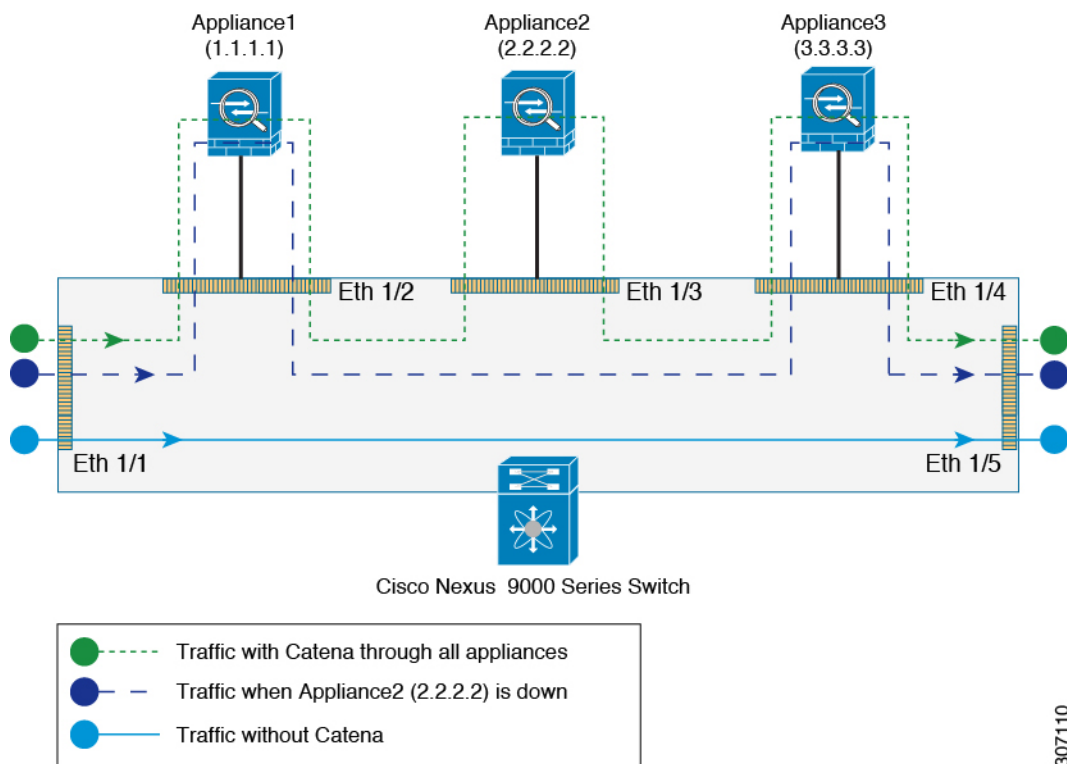 Appliance1
(1.1.1.1)
Appliance2
(2.2.2.2)
Appliance3
(3.3.3.3)
Eth 1/2
Eth 1/3
Eth 1/4
Eth 1/1
Eth 1/5
Cisco Nexus 9000 Series Switch
Traffic with Catena through all appliances
Traffic when Appliance2 (2.2.2.2) is down
Traffic without Catena
307110